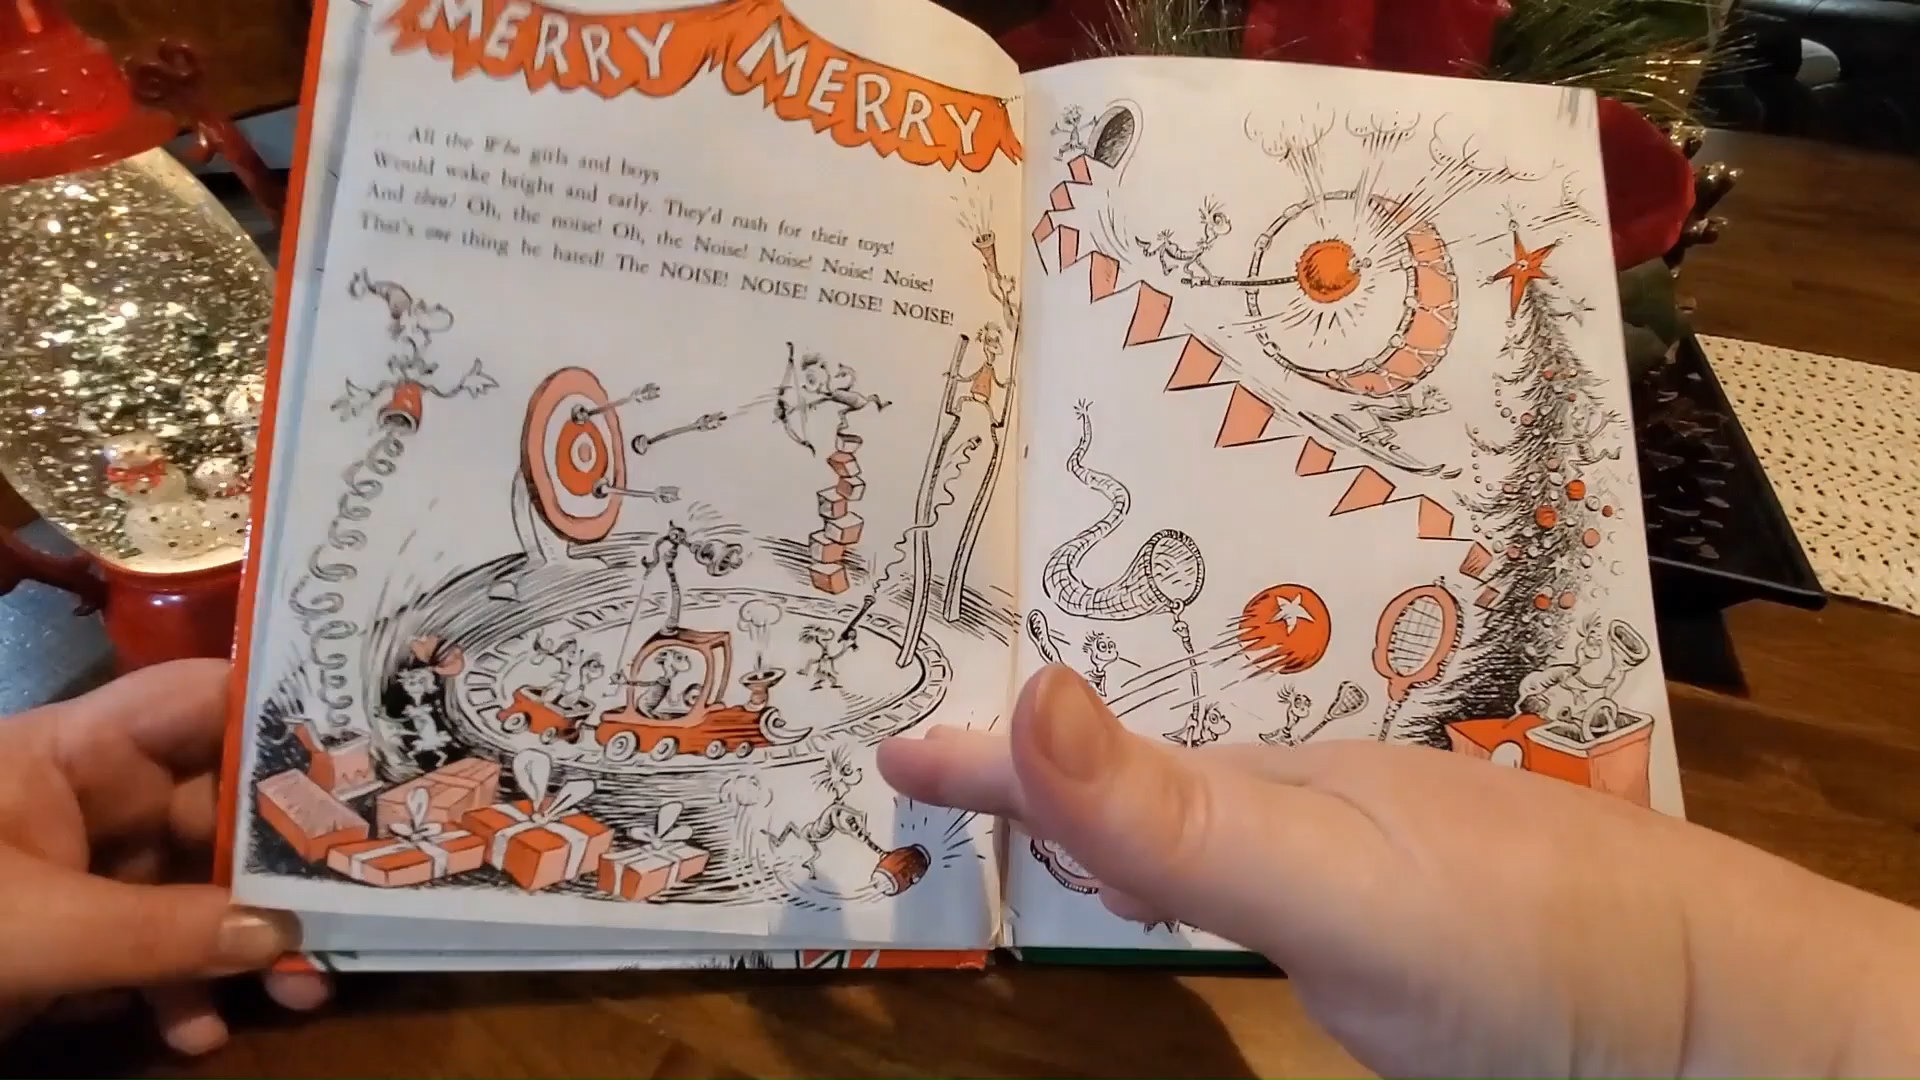 MERRY MERRY
All the Who girls and boys
Would wake bright and early. They'd rush for their toys!
And then! Oh, the noise! Oh, the Noise! Noise! Noise! Noise!
That's one thing he hated! The NOISE! NOISE! NOISE! NOISE!